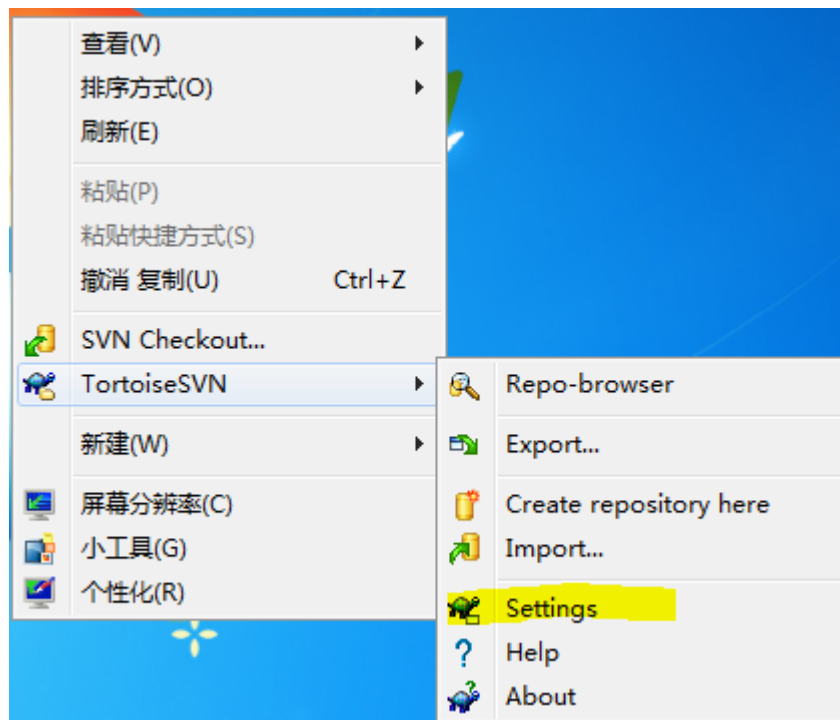 查看(V)
排序方式(O)
刷新(E)
粘贴(P)
粘贴快捷方式(S)
撤消 复制(U) Ctrl+Z
SVN Checkout...
TortoiseSVN
新建(W)
屏幕分辨率(C)
小工具(G)
个性化(R)
Repo-browser
Export...
Create repository here
Import...
Settings
Help
About